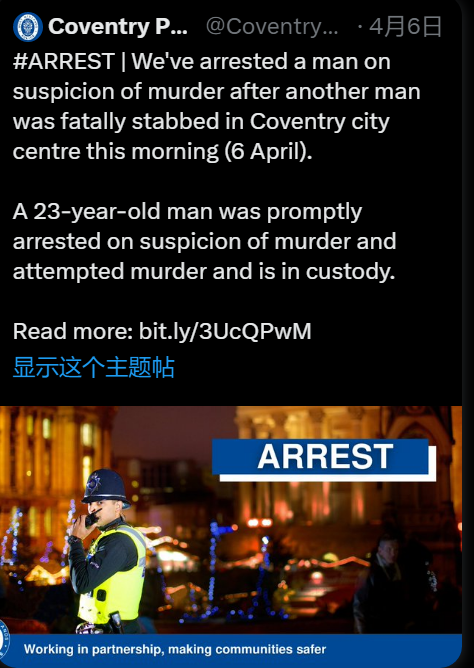 Coventry P... @Coventry... · 4月6日
#ARREST | We've arrested a man on
suspicion of murder after another man
was fatally stabbed in Coventry city
centre this morning (6 April).
A 23-year-old man was promptly
arrested on suspicion of murder and
attempted murder and is in custody.
Read more: bit.ly/3UcQPwM
显示这个主题帖
ARREST
Working in partnership, making communities safer